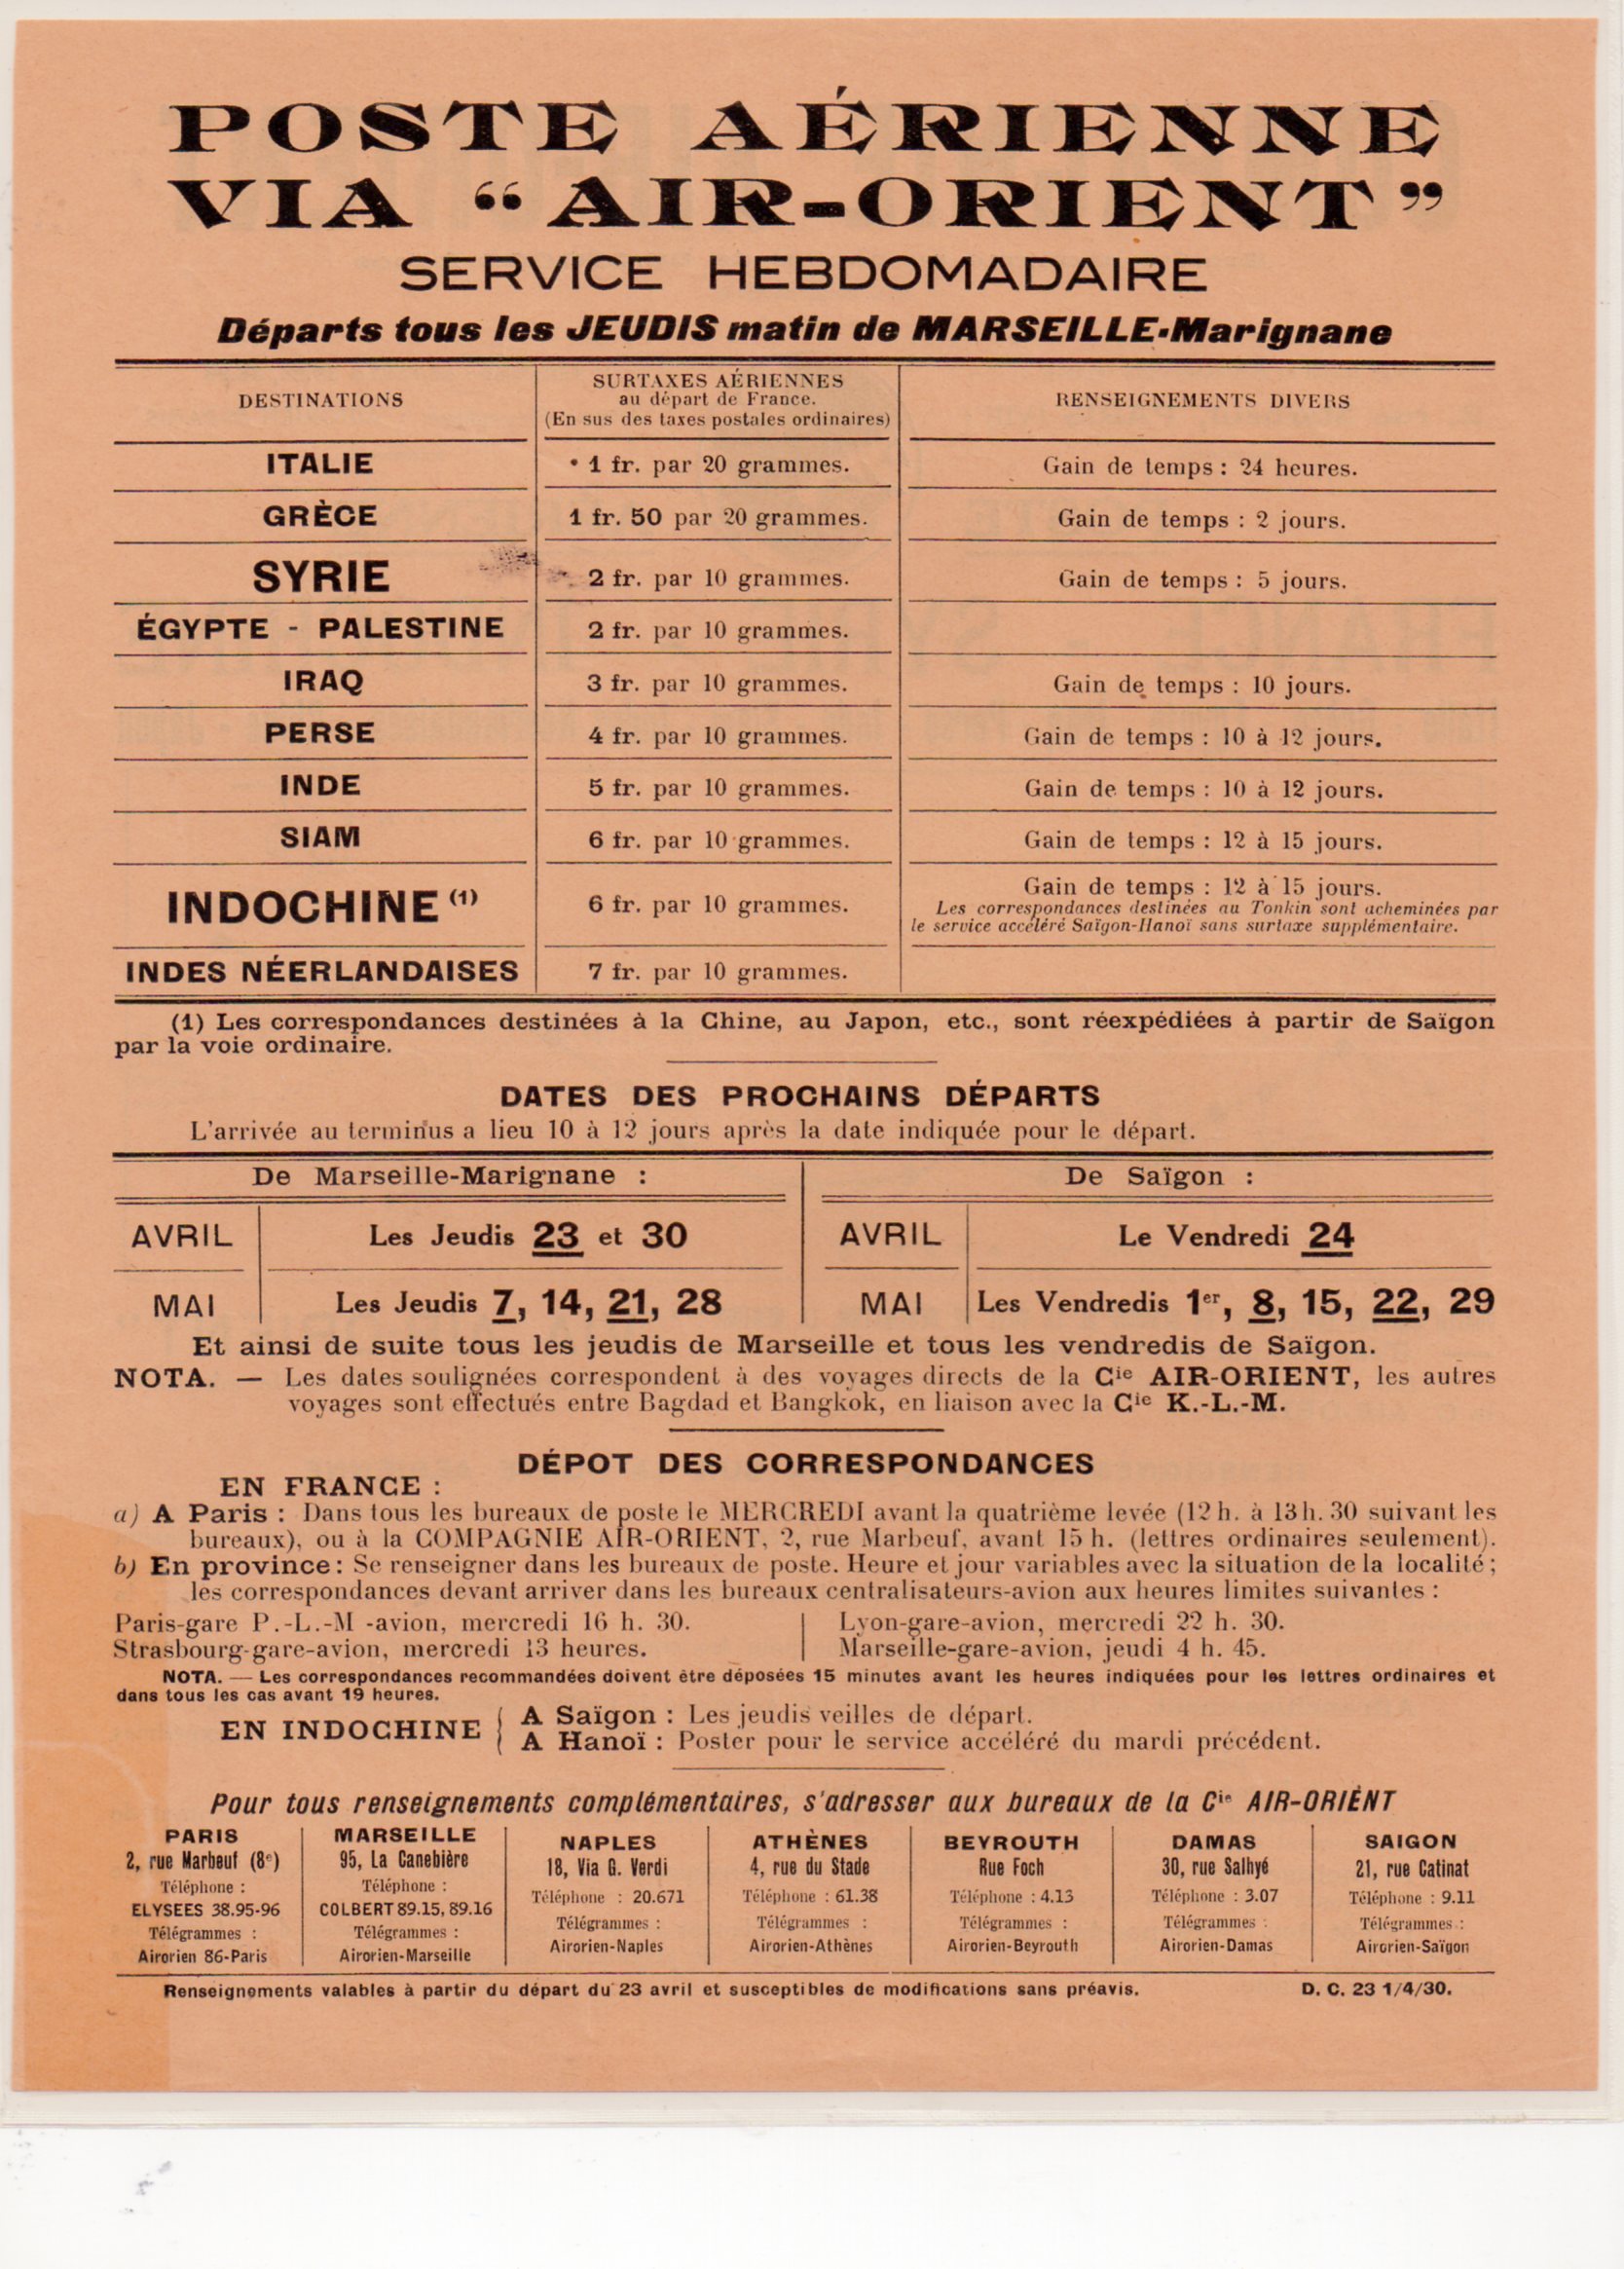 POSTE AÉRIENNE
VIA “AIR-ORIENT”
SERVICE HEBDOMADAIRE
Départs tous les JEUDIS matin de MARSEILLE-Marignane
DESTINATIONS
SURTAXES AÉRIENNES
au départ de France.
(En sus des taxes postales ordinaires)
RENSEIGNEMENTS DIVERS
ITALIE 1 fr. par 20 grammes. Gain de temps : 24 heures.
GRÈCE 1 fr. 50 par 20 grammes. Gain de temps : 2 jours.
SYRIE 2 fr. par 10 grammes. Gain de temps : 5 jours.
ÉGYPTE - PALESTINE 2 fr. par 10 grammes.
IRAQ 3 fr. par 10 grammes. Gain de temps : 10 jours.
PERSE 4 fr. par 10 grammes. Gain de temps : 10 à 12 jours.
INDE 5 fr. par 10 grammes. Gain de temps : 10 à 12 jours.
SIAM 6 fr. par 10 grammes. Gain de temps : 12 à 15 jours.
INDOCHINE (1) 6 fr. par 10 grammes. Gain de temps : 12 à 15 jours.
Les correspondances destinées au Tonkin sont acheminées par
le service accéléré Saïgon-Hanoï sans surtaxe supplémentaire.
INDES NÉERLANDAISES 7 fr. par 10 grammes.
(1) Les correspondances destinées à la Chine, au Japon, etc., sont réexpédiées à partir de Saïgon
par la voie ordinaire.
DATES DES PROCHAINS DÉPARTS
L'arrivée au terminus a lieu 10 à 12 jours après la date indiquée pour le départ.
De Marseille-Marignane : De Saïgon :
AVRIL Les Jeudis 23 et 30 AVRIL Le Vendredi 24
MAI Les Jeudis 7, 14, 21, 28 MAI Les Vendredis 1er, 8, 15, 22, 29
Et ainsi de suite tous les jeudis de Marseille et tous les vendredis de Saïgon.
NOTA. — Les dates soulignées correspondent à des voyages directs de la Cie AIR-ORIENT, les autres
voyages sont effectués entre Bagdad et Bangkok, en liaison avec la Cie K.-L.-M.
DÉPOT DES CORRESPONDANCES
EN FRANCE :
a) A Paris : Dans tous les bureaux de poste le MERCREDI avant la quatrième levée (12 h. à 13 h. 30 suivant les
bureaux), ou à la COMPAGNIE AIR-ORIENT, 2, rue Marbeuf, avant 15 h. (lettres ordinaires seulement).
b) En province : Se renseigner dans les bureaux de poste. Heure et jour variables avec la situation de la localité ;
les correspondances devant arriver dans les bureaux centralisateurs-avion aux heures limites suivantes :
Paris-gare P.-L.-M -avion, mercredi 16 h. 30. Lyon-gare-avion, mercredi 22 h. 30.
Strasbourg-gare-avion, mercredi 13 heures. Marseille-gare-avion, jeudi 4 h. 45.
NOTA. — Les correspondances recommandées doivent être déposées 15 minutes avant les heures indiquées pour les lettres ordinaires et
dans tous les cas avant 19 heures.
EN INDOCHINE { A Saïgon : Les jeudis veilles de départ.
A Hanoï : Poster pour le service accéléré du mardi précédent.
Pour tous renseignements complémentaires, s'adresser aux bureaux de la Cie AIR-ORIENT
PARIS
2, rue Marbeuf (8e)
Téléphone :
ELYSEES 38.95-96
Télégrammes :
Airorien 86-Paris
MARSEILLE
95, La Canebière
Téléphone :
COLBERT 89.15, 89.16
Télégrammes :
Airorien-Marseille
NAPLES
18, Via G. Verdi
Téléphone : 20.671
Télégrammes :
Airorien-Naples
ATHÈNES
4, rue du Stade
Téléphone : 61.38
Télégrammes :
Airorien-Athènes
BEYROUTH
Rue Foch
Téléphone : 4.13
Télégrammes :
Airorien-Beyrouth
DAMAS
30, rue Salhyé
Téléphone : 3.07
Télégrammes :
Airorien-Damas
SAIGON
21, rue Catinat
Téléphone : 9.11
Télégrammes :
Airorien-Saïgon
Renseignements valables à partir du départ du 23 avril et susceptibles de modifications sans préavis. D. C. 23 1/4/30.